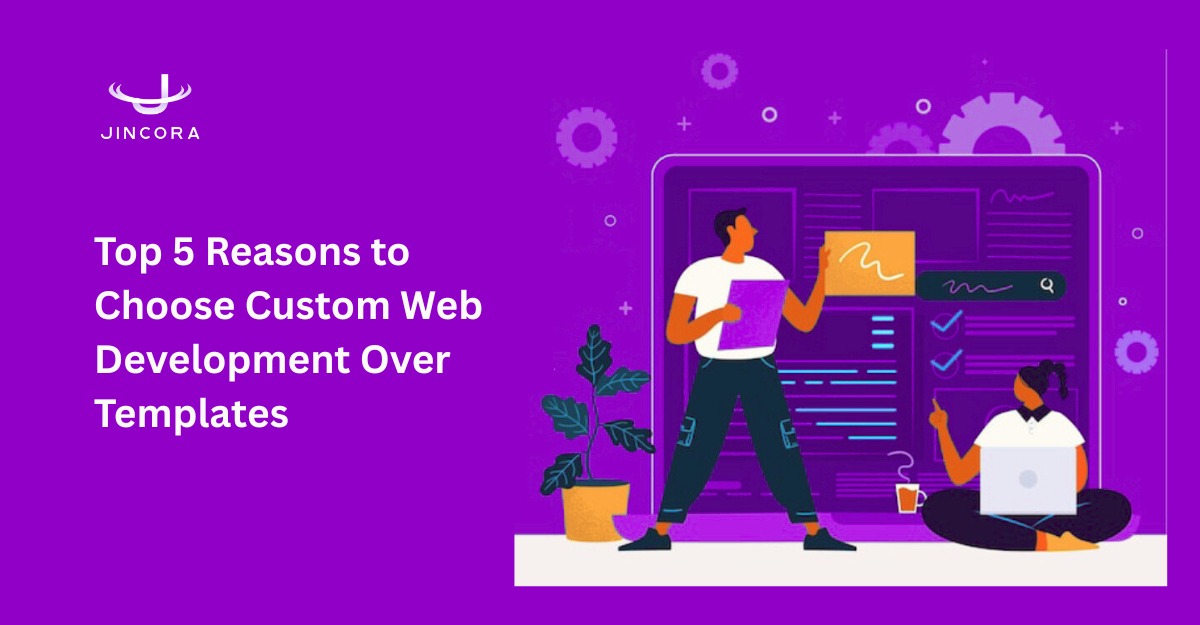 JINCORA
Top 5 Reasons to
Choose Custom Web
Development Over
Templates